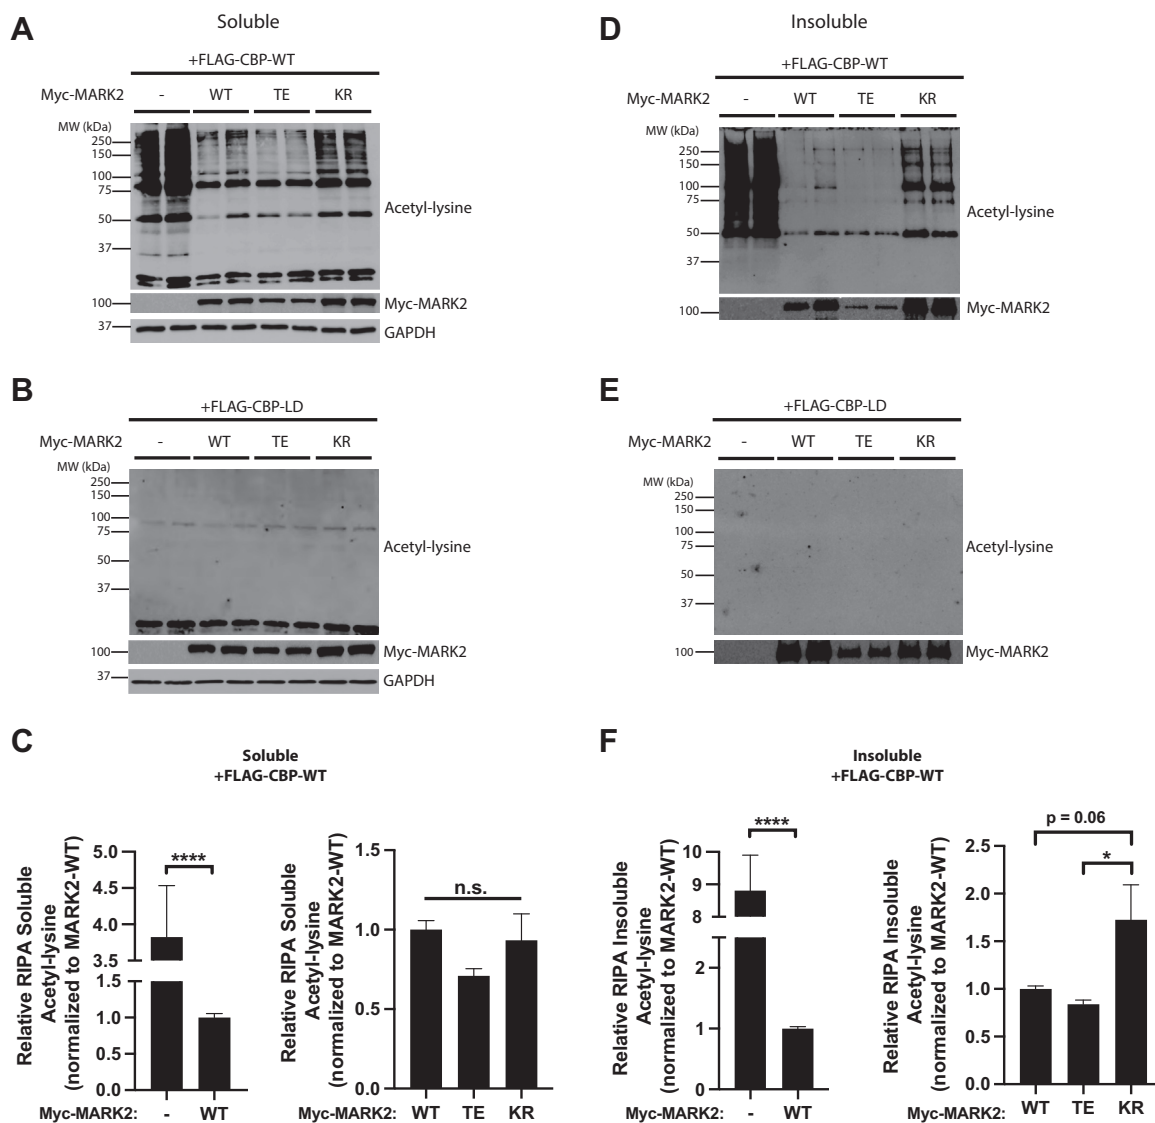 A
Soluble
+FLAG-CBP-WT
Myc-MARK2 - WT TE KR
MW (kDa)
250
150
100
75
50
37
Acetyl-lysine
100
Myc-MARK2
37
GAPDH
D
Insoluble
+FLAG-CBP-WT
Myc-MARK2 - WT TE KR
MW (kDa)
250
150
100
75
50
37
Acetyl-lysine
100
Myc-MARK2
B
+FLAG-CBP-LD
Myc-MARK2 - WT TE KR
MW (kDa)
250
150
100
75
50
37
Acetyl-lysine
100
Myc-MARK2
37
GAPDH
E
+FLAG-CBP-LD
Myc-MARK2 - WT TE KR
MW (kDa)
250
150
100
75
50
37
Acetyl-lysine
100
Myc-MARK2
C
Soluble
+FLAG-CBP-WT
Relative RIPA Soluble
Acetyl-lysine
(normalized to MARK2-WT)
5.0
4.5
4.0
3.5
1.5
1.0
0.5
0.0
****
Myc-MARK2: - WT
Relative RIPA Soluble
Acetyl-lysine
(normalized to MARK2-WT)
1.5
1.0
0.5
0.0
n.s.
Myc-MARK2: WT TE KR
F
Insoluble
+FLAG-CBP-WT
Relative RIPA Insoluble
Acetyl-lysine
(normalized to MARK2-WT)
10
9
8
2
1
0
****
Myc-MARK2: - WT
Relative RIPA Insoluble
Acetyl-lysine
(normalized to MARK2-WT)
2.5
2.0
1.5
1.0
0.5
0.0
p = 0.06
*
Myc-MARK2: WT TE KR